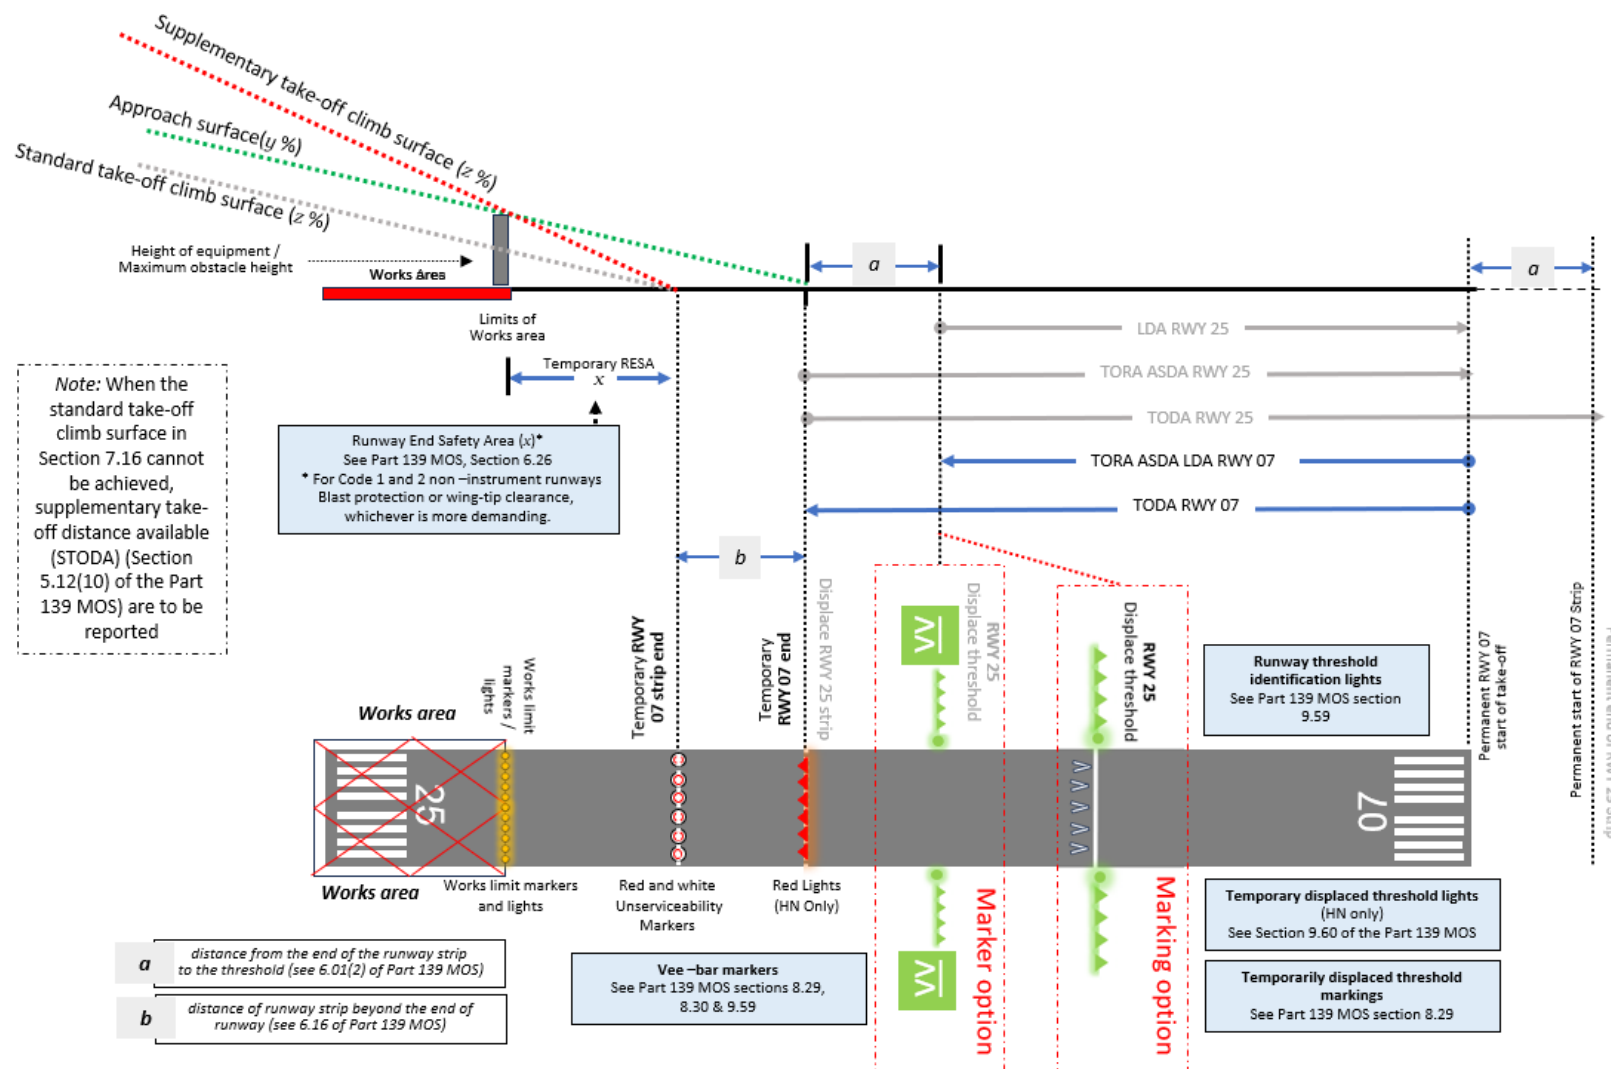 Supplementary take-off climb surface (z %)
Approach surface(y %)
Standard take-off climb surface (z %)
Height of equipment /
Maximum obstacle height
Works área
Limits of
Works area
a
a
LDA RWY 25
TORA ASDA RWY 25
TODA RWY 25
TORA ASDA LDA RWY 07
TODA RWY 07
Temporary RESA
x
Note: When the
standard take-off
climb surface in
Section 7.16 cannot
be achieved,
supplementary take-
off distance available
(STODA) (Section
5.12(10) of the Part
139 MOS) are to be
reported
Runway End Safety Area (x)*
See Part 139 MOS, Section 6.26
* For Code 1 and 2 non –instrument runways
Blast protection or wing-tip clearance,
whichever is more demanding.
b
Works limit
markers /
lights
Temporary RWY
07 strip end
Temporary
RWY 07 end
Displace RWY 25 strip
RWY 25
Displace threshold
RWY 25
Displace threshold
Runway threshold
identification lights
See Part 139 MOS section
9.59
Permanent RWY 07
start of take-off
Permanent start of RWY 07 Strip
Works area
25
07
Works area
Works limit markers
and lights
Red and white
Unserviceability
Markers
Red Lights
(HN Only)
Marker option
Marking option
Temporary displaced threshold lights
(HN only)
See Section 9.60 of the Part 139 MOS
Temporarily displaced threshold
markings
See Part 139 MOS section 8.29
Vee –bar markers
See Part 139 MOS sections 8.29,
8.30 & 9.59
a
distance from the end of the runway strip
to the threshold (see 6.01(2) of Part 139 MOS)
b
distance of runway strip beyond the end of
runway (see 6.16 of Part 139 MOS)